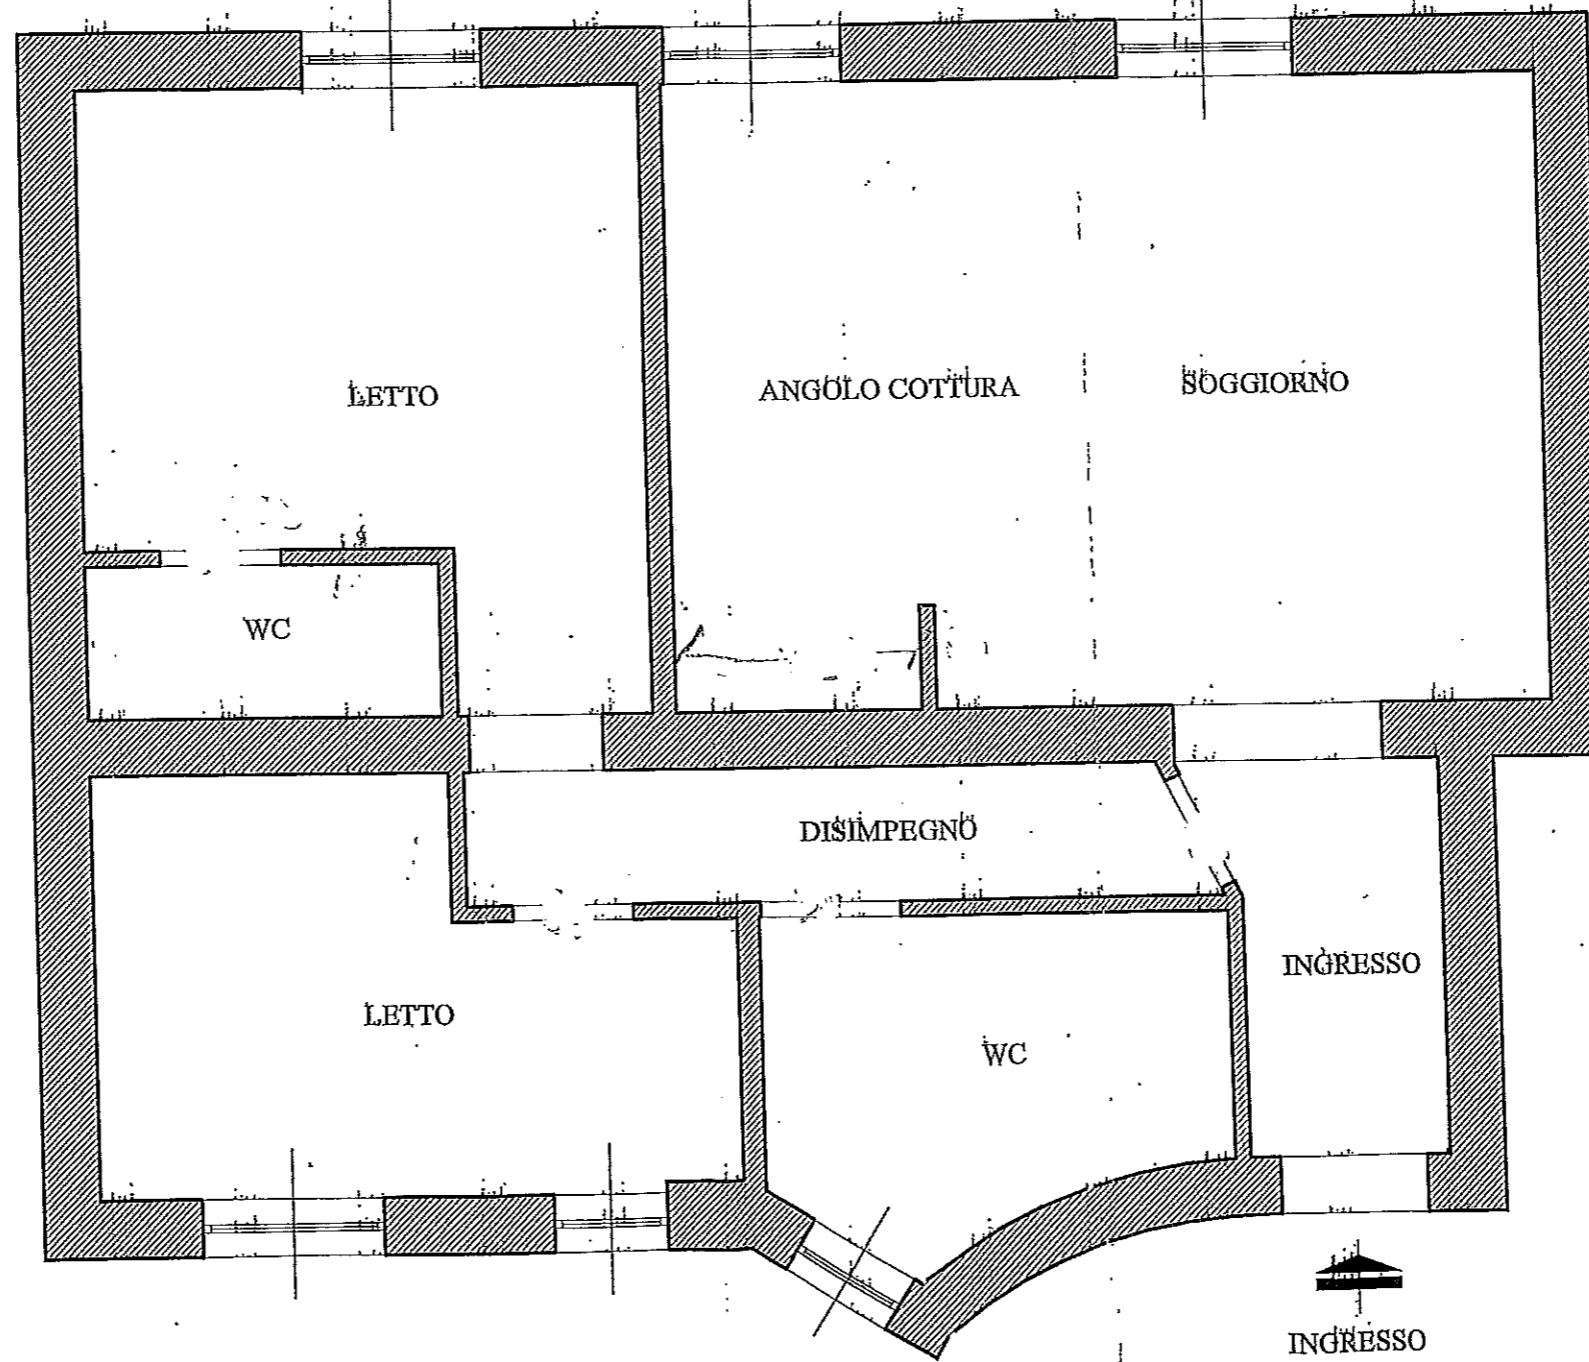 LETTO
ANGOLO COTTURA
SOGGIORNO
WC
DISIMPEGNO
INGRESSO
LETTO
WC
INGRESSO